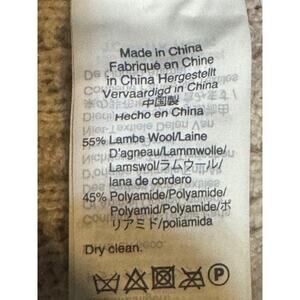 Made in China
Fabriqué en Chine
in China Hergestellt
Vervaardigd in China
中国製
Hecho en China
55% Lambs Wool/Laine
D'agneau/Lammwolle/
Lamswol/ラムウール/
lana de cordero
45% Polyamide/Polyamide/
Polyamid/Polyamide/ポ
リアミド/poliamida
Dry clean.
P